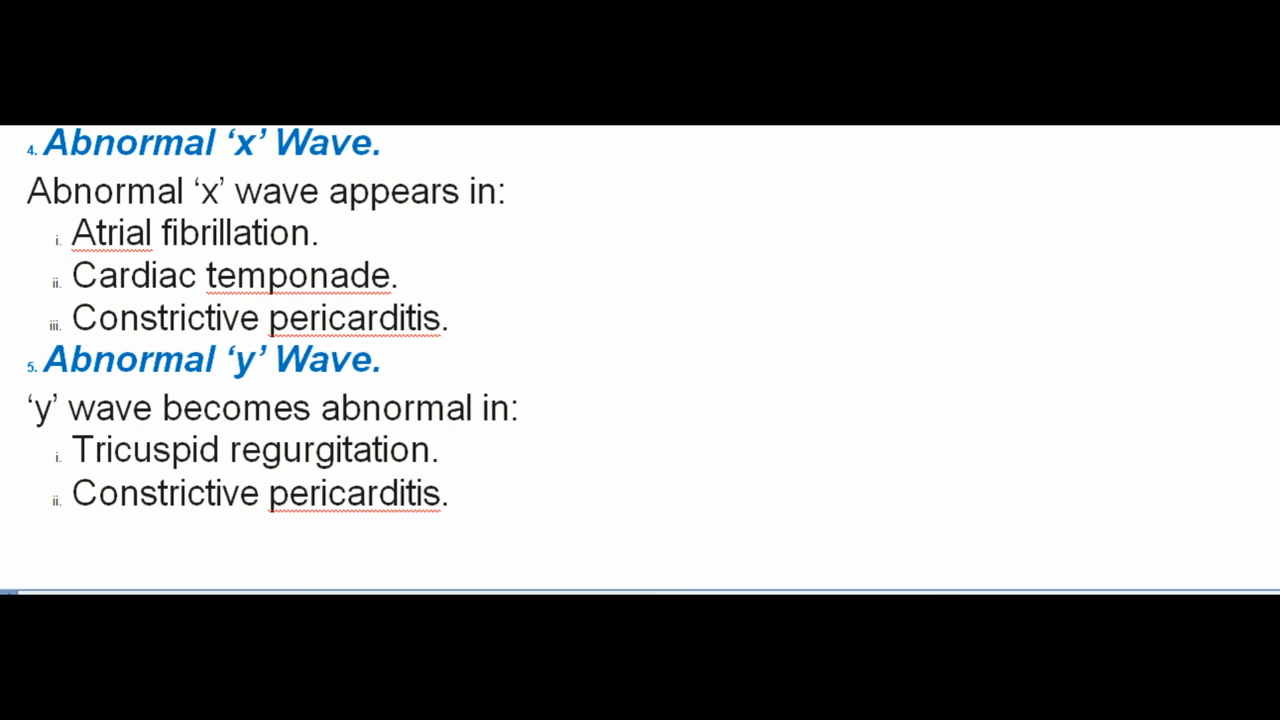 4. Abnormal ‘x’ Wave.
Abnormal ‘x’ wave appears in:
i. Atrial fibrillation.
ii. Cardiac temponade.
iii. Constrictive pericarditis.
5. Abnormal ‘y’ Wave.
‘y’ wave becomes abnormal in:
i. Tricuspid regurgitation.
ii. Constrictive pericarditis.